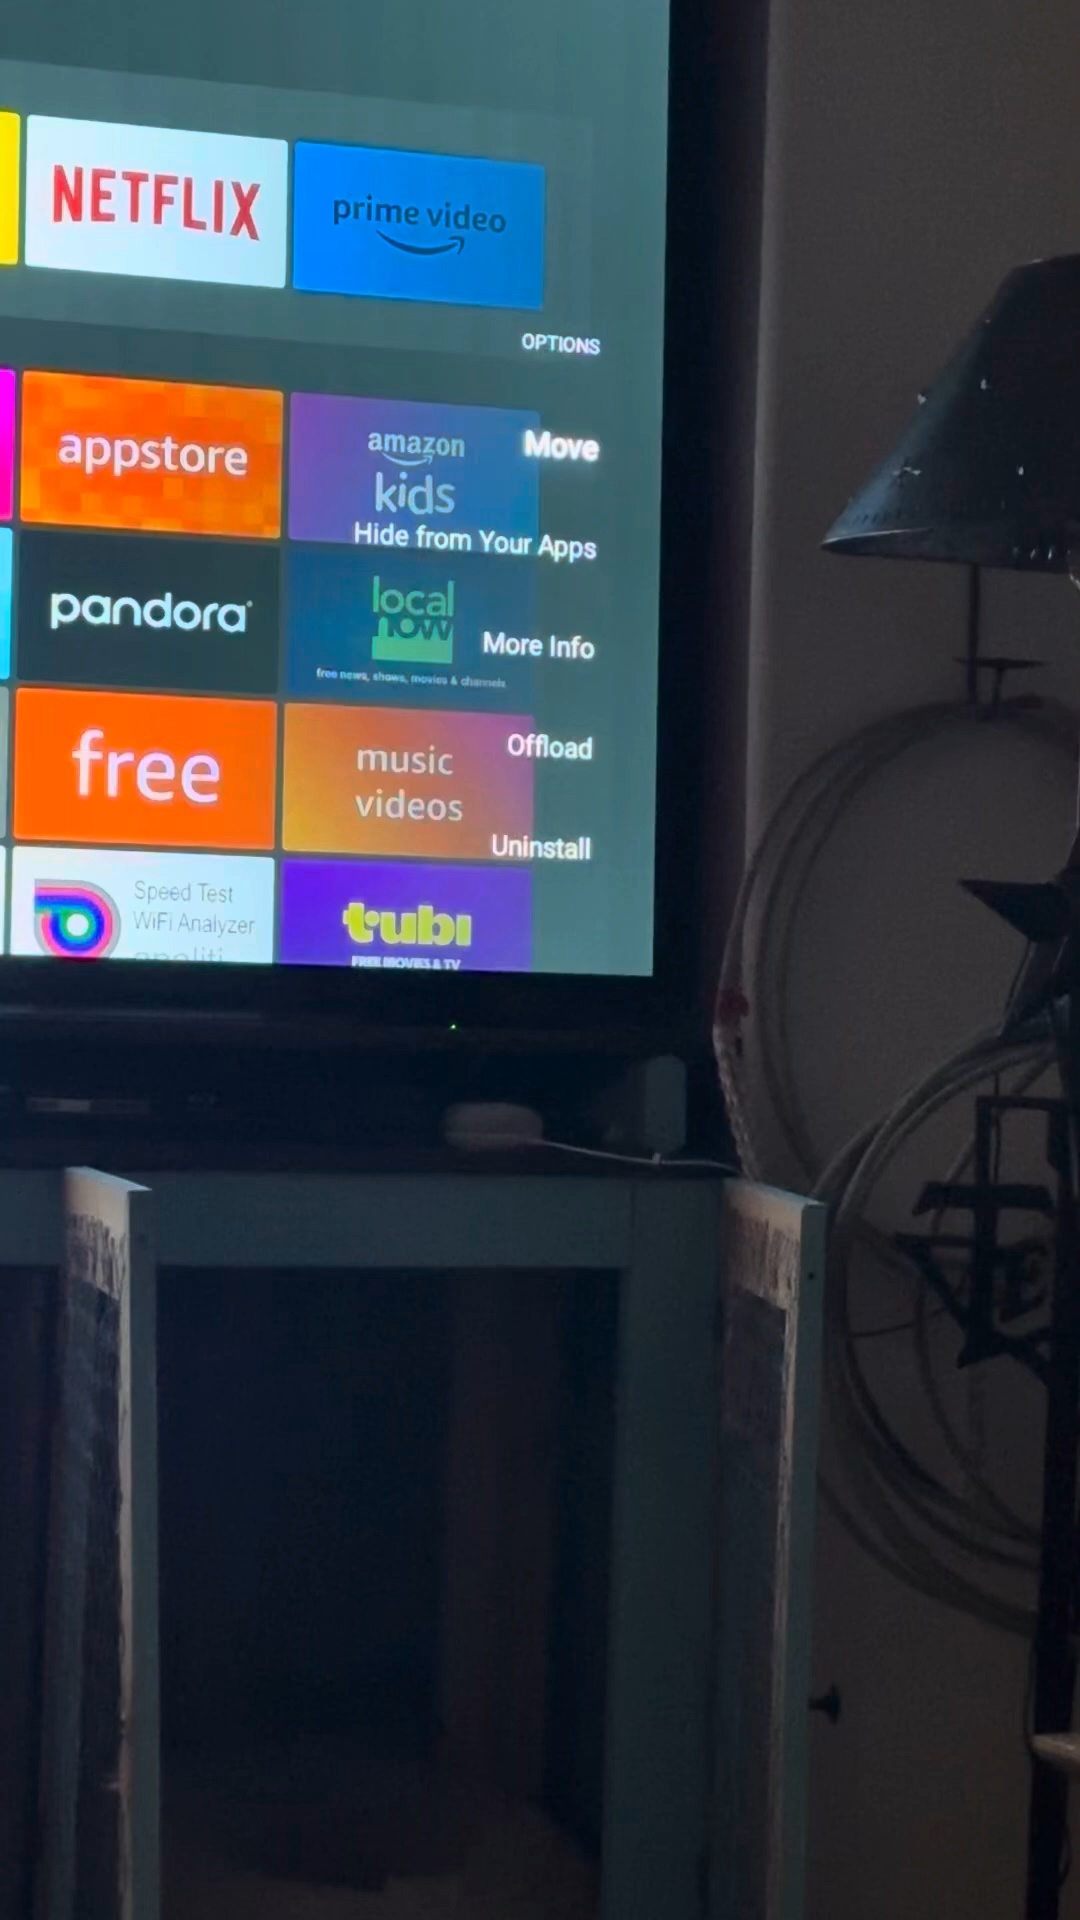 NETFLIX
prime video
OPTIONS
appstore
amazon
kids
Move
Hide from Your Apps
pandora
local
now
free news, shows, movies & channels
More Info
free
music
videos
Offload
Uninstall
Speed Test
WiFi Analyzer
tubi
FREE MOVIES & TV